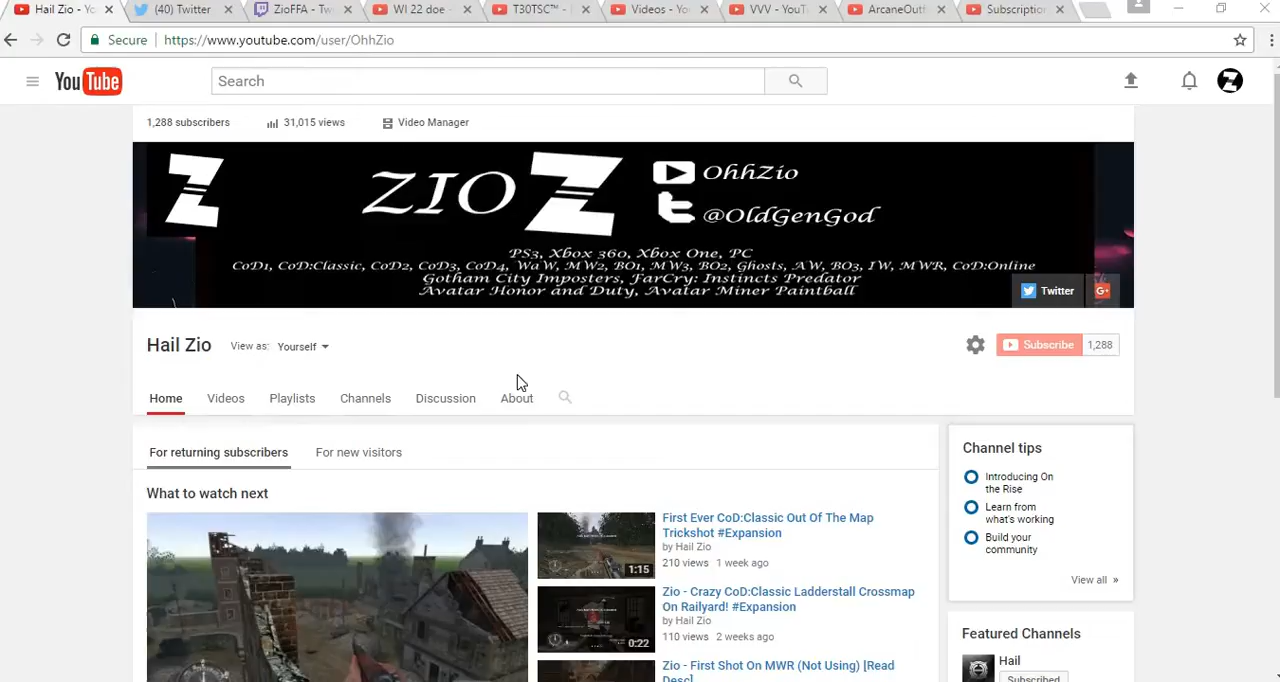 Hail Zio - Yo
(40) Twitter
ZioFFA - Tw
WI 22 doe -
T30TSC™ -
Videos - Yo
VVV - YouT
ArcaneOutf
Subscription
Secure | https://www.youtube.com/user/OhhZio
YouTube
Search
1,288 subscribers
31,015 views
Video Manager
Z
ZIO Z
OhhZio
@OldGenGod
PS3, Xbox 360, Xbox One, PC
CoD1, CoD:Classic, CoD2, CoD3, CoD4, WaW, MW2, BO1, MW3, BO2, Ghosts, AW, BO3, IW, MWR, CoD:Online
Gotham City Imposters, FarCry: Instincts Predator
Avatar Honor and Duty, Avatar Miner Paintball
Twitter
G+
Hail Zio
View as: Yourself
Subscribe 1,288
Home
Videos
Playlists
Channels
Discussion
About
For returning subscribers
For new visitors
What to watch next
First Ever CoD:Classic Out Of The Map
Trickshot #Expansion
by Hail Zio
210 views 1 week ago
1:15
Zio - Crazy CoD:Classic Ladderstall Crossmap
On Railyard! #Expansion
by Hail Zio
110 views 2 weeks ago
0:22
Zio - First Shot On MWR (Not Using) [Read
Desc]
Channel tips
Introducing On
the Rise
Learn from
what's working
Build your
community
View all »
Featured Channels
Hail
Subscribed